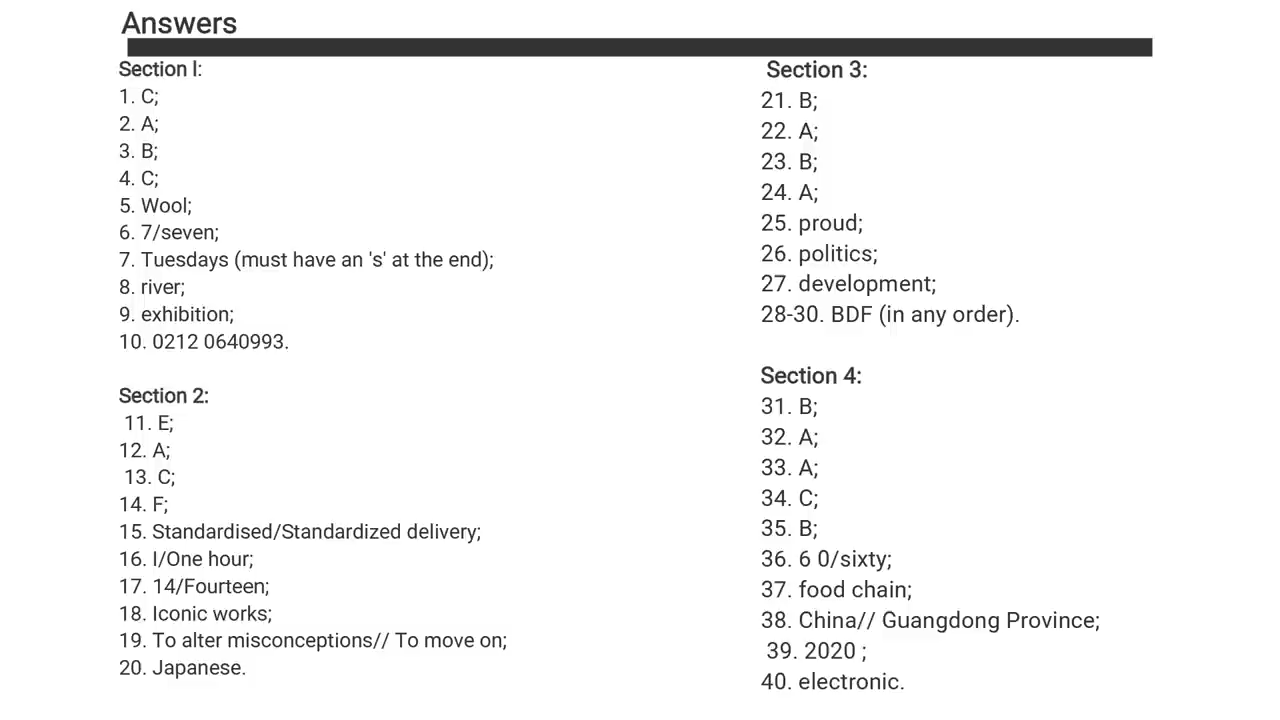 Answers
Section l:
1. C;
2. A;
3. B;
4. C;
5. Wool;
6. 7/seven;
7. Tuesdays (must have an 's' at the end);
8. river;
9. exhibition;
10. 0212 0640993.
Section 2:
11. E;
12. A;
13. C;
14. F;
15. Standardised/Standardized delivery;
16. I/One hour;
17. 14/Fourteen;
18. Iconic works;
19. To alter misconceptions// To move on;
20. Japanese.
Section 3:
21. B;
22. A;
23. B;
24. A;
25. proud;
26. politics;
27. development;
28-30. BDF (in any order).
Section 4:
31. B;
32. A;
33. A;
34. C;
35. B;
36. 6 0/sixty;
37. food chain;
38. China// Guangdong Province;
39. 2020 ;
40. electronic.